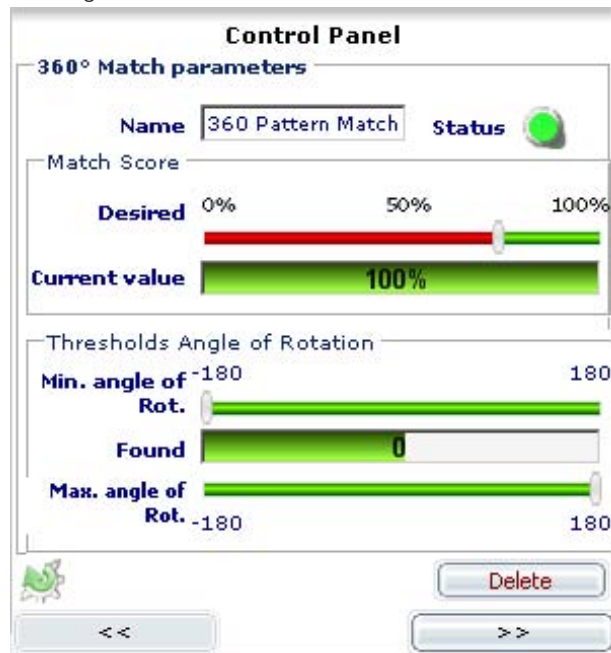 Control Panel
360° Match parameters
Name 360 Pattern Match Status
Match Score
Desired 0% 50% 100%
Current value 100%
Thresholds Angle of Rotation
Min. angle of Rot. -180 180
Found 0
Max. angle of Rot. -180 180
Delete
<< >>